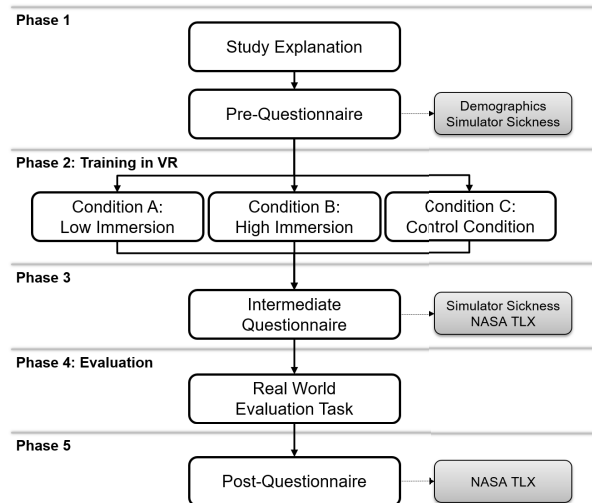 Phase 1
Study Explanation
Pre-Questionnaire
Demographics
Simulator Sickness
Phase 2: Training in VR
Condition A:
Low Immersion
Condition B:
High Immersion
Condition C:
Control Condition
Phase 3
Intermediate
Questionnaire
Simulator Sickness
NASA TLX
Phase 4: Evaluation
Real World
Evaluation Task
Phase 5
Post-Questionnaire
NASA TLX